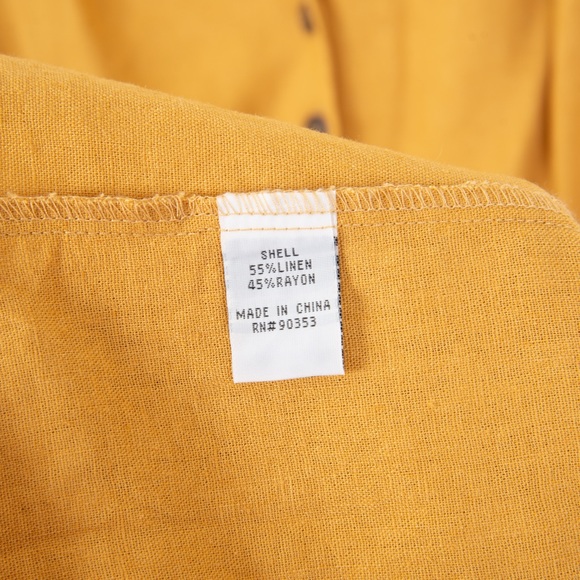 SHELL
55%LINEN
45%RAYON
MADE IN CHINA
RN#90353